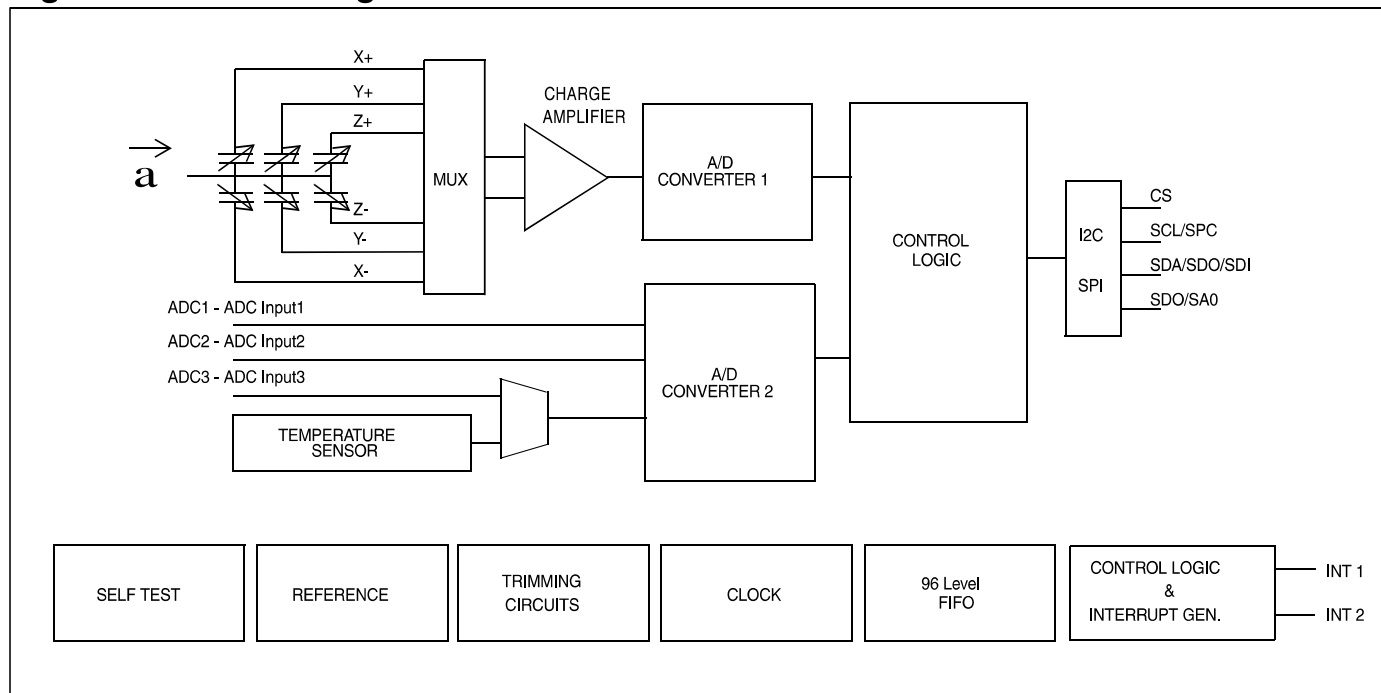 X+
Y+
Z+
CHARGE
AMPLIFIER
a
MUX
A/D
CONVERTER 1
CONTROL
LOGIC
Z-
Y-
X-
I2C
SPI
CS
SCL/SPC
SDA/SDO/SDI
SDO/SA0
ADC1 - ADC Input1
ADC2 - ADC Input2
ADC3 - ADC Input3
A/D
CONVERTER 2
TEMPERATURE
SENSOR
SELF TEST
REFERENCE
TRIMMING
CIRCUITS
CLOCK
96 Level
FIFO
CONTROL LOGIC
&
INTERRUPT GEN.
INT 1
INT 2